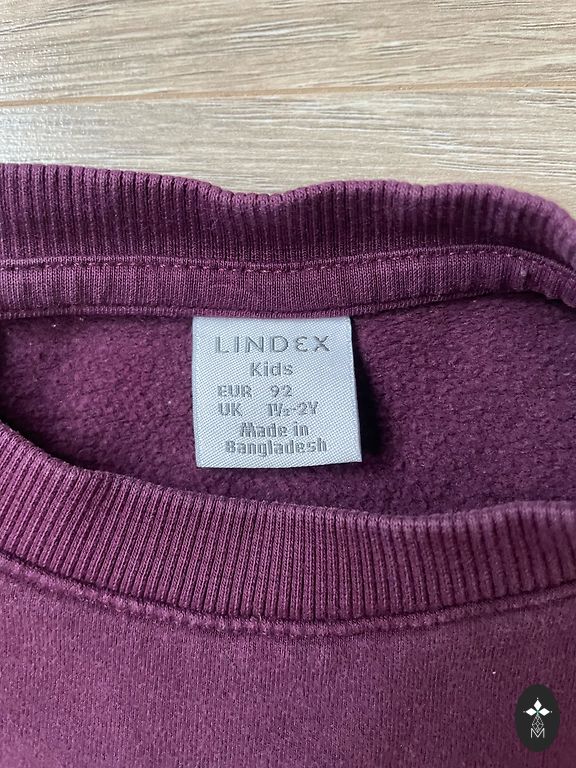 LINDEX
Kids
EUR 92
UK 1½-2Y
Made in
Bangladesh
M